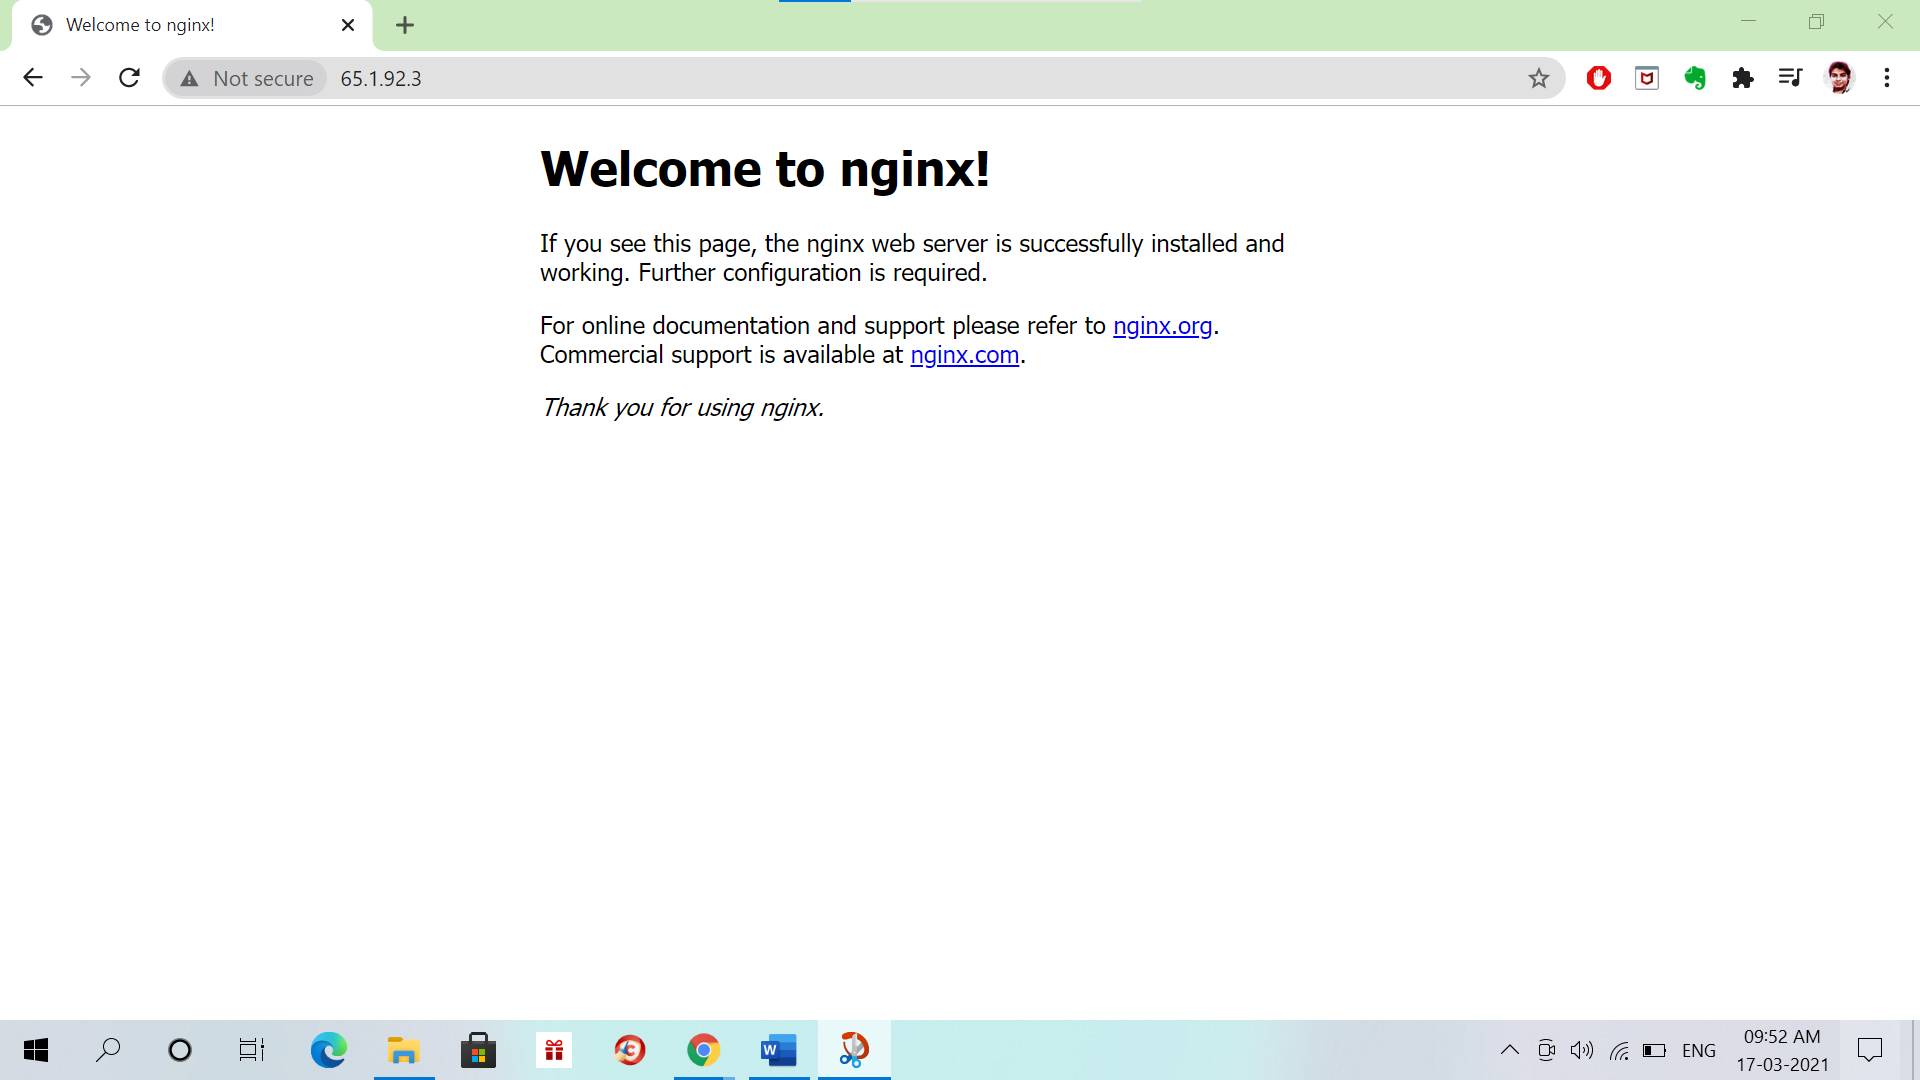 Welcome to nginx!
Not secure
65.1.92.3
Welcome to nginx!
If you see this page, the nginx web server is successfully installed and
working. Further configuration is required.
For online documentation and support please refer to nginx.org.
Commercial support is available at nginx.com.
Thank you for using nginx.
W
ENG
09:52 AM
17-03-2021